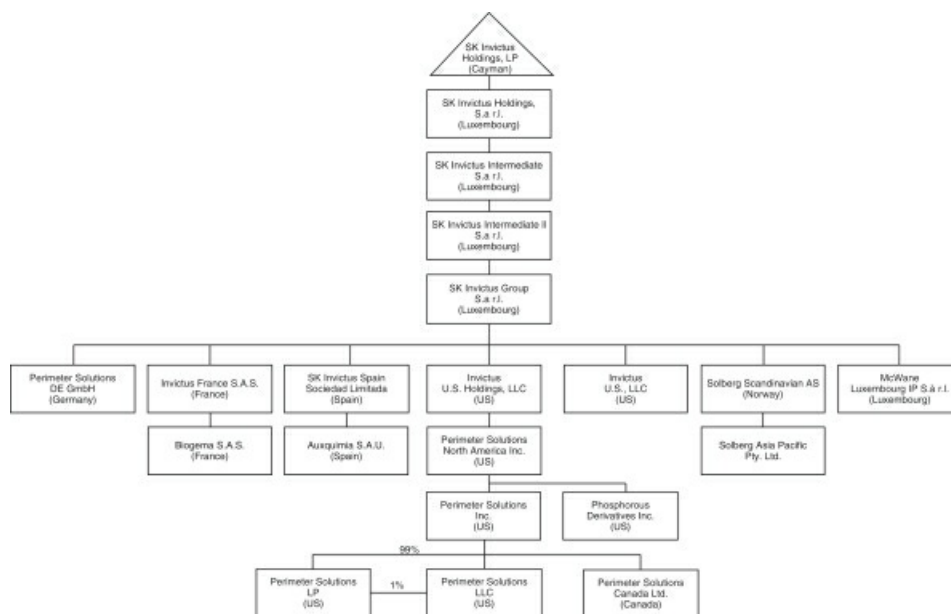 SK Invictus
Holdings, LP
(Cayman)
SK Invictus Holdings,
S.a r.l.
(Luxembourg)
SK Invictus Intermediate
S.a r.l.
(Luxembourg)
SK Invictus Intermediate II
S.a r.l.
(Luxembourg)
SK Invictus Group
S.a r.l.
(Luxembourg)
Perimeter Solutions
DE GmbH
(Germany)
Invictus France S.A.S.
(France)
SK Invictus Spain
Sociedad Limitada
(Spain)
Invictus
U.S. Holdings, LLC
(US)
Invictus
U.S., LLC
(US)
Solberg Scandinavian AS
(Norway)
McWane
Luxembourg IP S.à r.l.
(Luxembourg)
Biogema S.A.S.
(France)
Auxquimia S.A.U.
(Spain)
Perimeter Solutions
North America Inc.
(US)
Solberg Asia Pacific
Pty. Ltd.
Perimeter Solutions
Inc.
(US)
Phosphorous
Derivatives Inc.
(US)
99%
Perimeter Solutions
LP
(US)
1%
Perimeter Solutions
LLC
(US)
Perimeter Solutions
Canada Ltd.
(Canada)